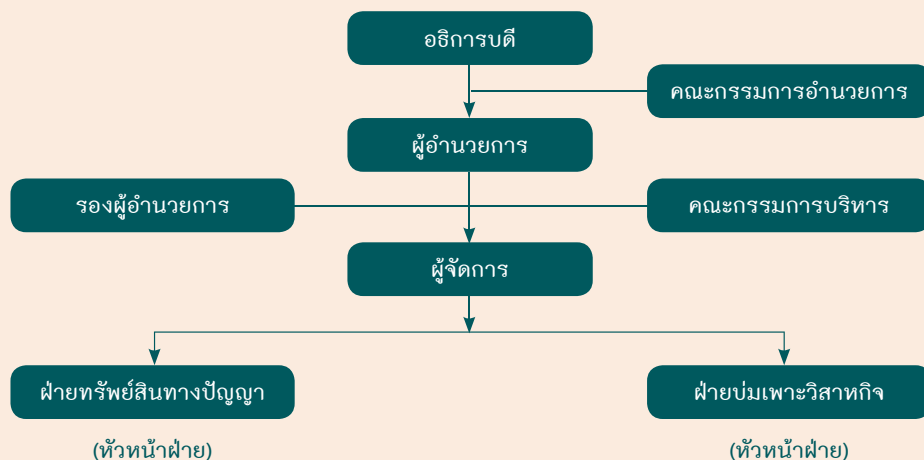 อธิการบดี
คณะกรรมการอำนวยการ
ผู้อำนวยการ
รองผู้อำนวยการ
คณะกรรมการบริหาร
ผู้จัดการ
ฝ่ายทรัพย์สินทางปัญญา
ฝ่ายบ่มเพาะวิสาหกิจ
(หัวหน้าฝ่าย)
(หัวหน้าฝ่าย)